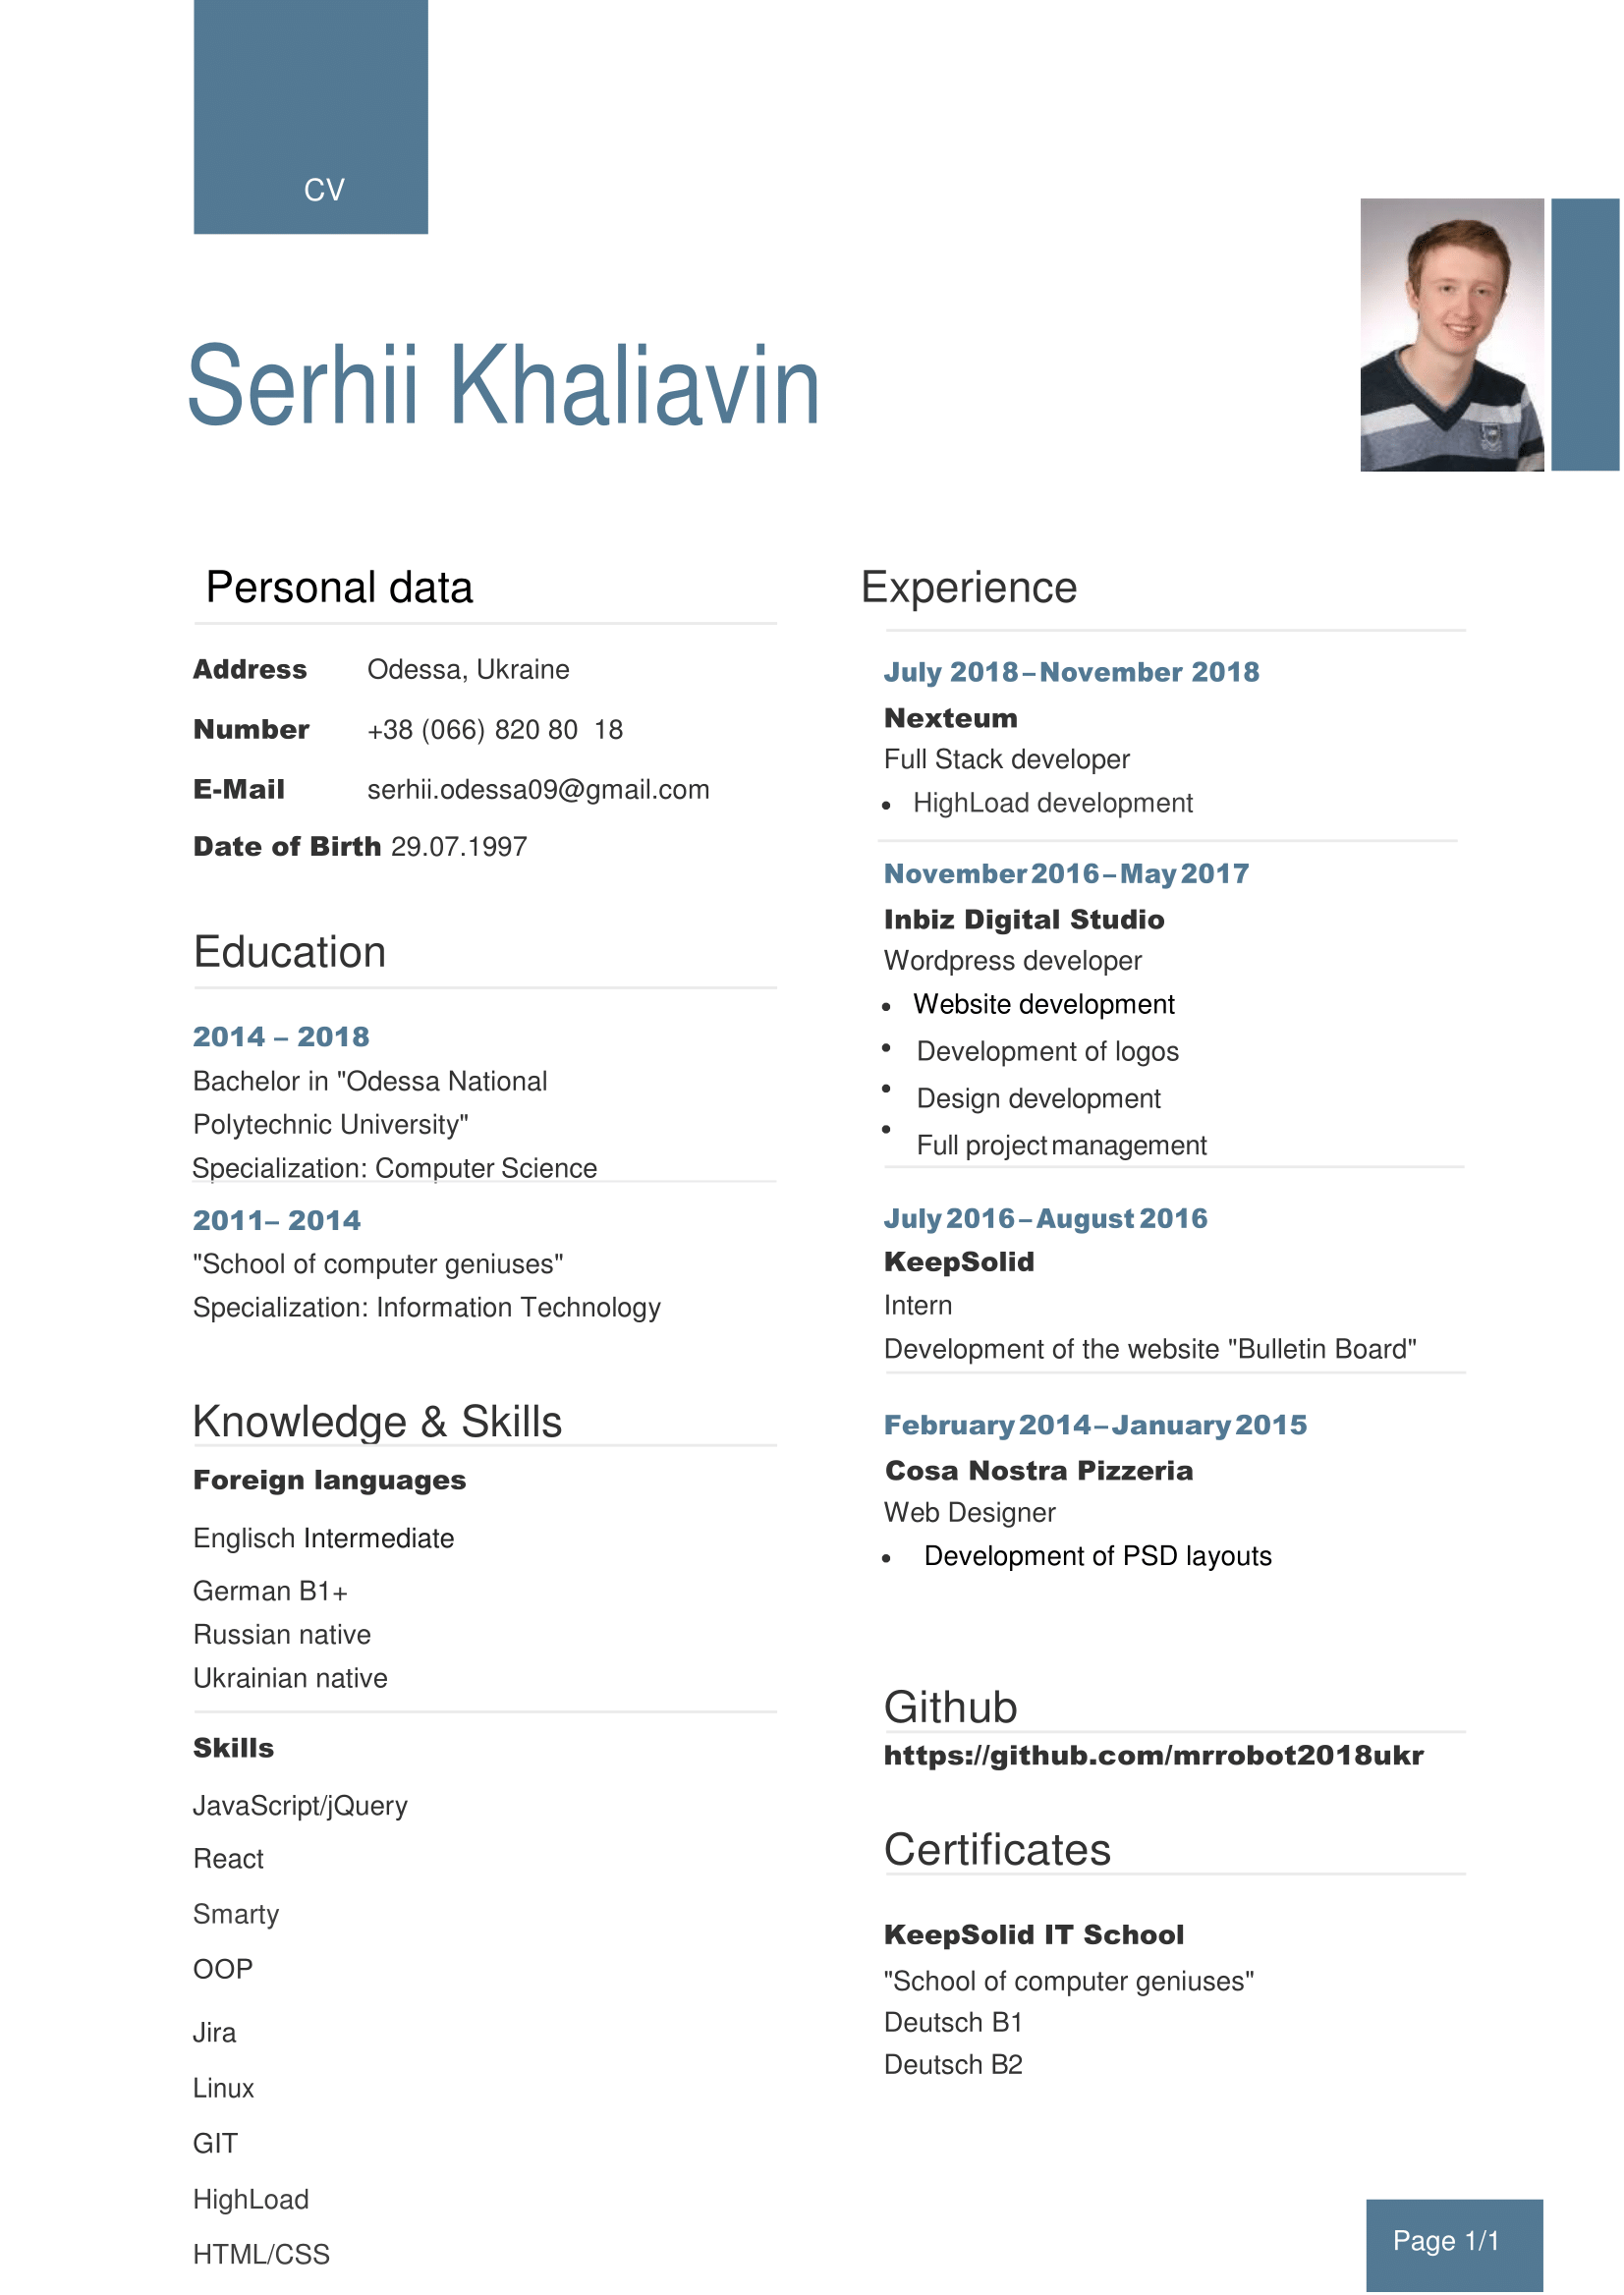 CV
Serhii Khaliavin
Personal data
Address Odessa, Ukraine
Number +38 (066) 820 80 18
E-Mail serhii.odessa09@gmail.com
Date of Birth 29.07.1997
Education
2014 – 2018
Bachelor in "Odessa National
Polytechnic University"
Specialization: Computer Science
2011– 2014
"School of computer geniuses"
Specialization: Information Technology
Knowledge & Skills
Foreign languages
Englisch Intermediate
German B1+
Russian native
Ukrainian native
Skills
JavaScript/jQuery
React
Smarty
OOP
Jira
Linux
GIT
HighLoad
HTML/CSS
Experience
July 2018–November 2018
Nexteum
Full Stack developer
• HighLoad development
November 2016–May 2017
Inbiz Digital Studio
Wordpress developer
• Website development
• Development of logos
• Design development
• Full project management
July 2016–August 2016
KeepSolid
Intern
Development of the website "Bulletin Board"
February 2014–January 2015
Cosa Nostra Pizzeria
Web Designer
• Development of PSD layouts
Github
https://github.com/mrrobot2018ukr
Certificates
KeepSolid IT School
"School of computer geniuses"
Deutsch B1
Deutsch B2
Page 1/1